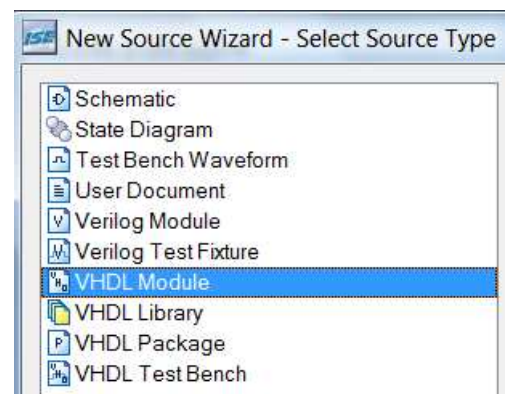 ISE New Source Wizard - Select Source Type
Schematic
State Diagram
Test Bench Waveform
User Document
V Verilog Module
Verilog Test Fixture
VHDL Module
VHDL Library
P VHDL Package
VHDL Test Bench